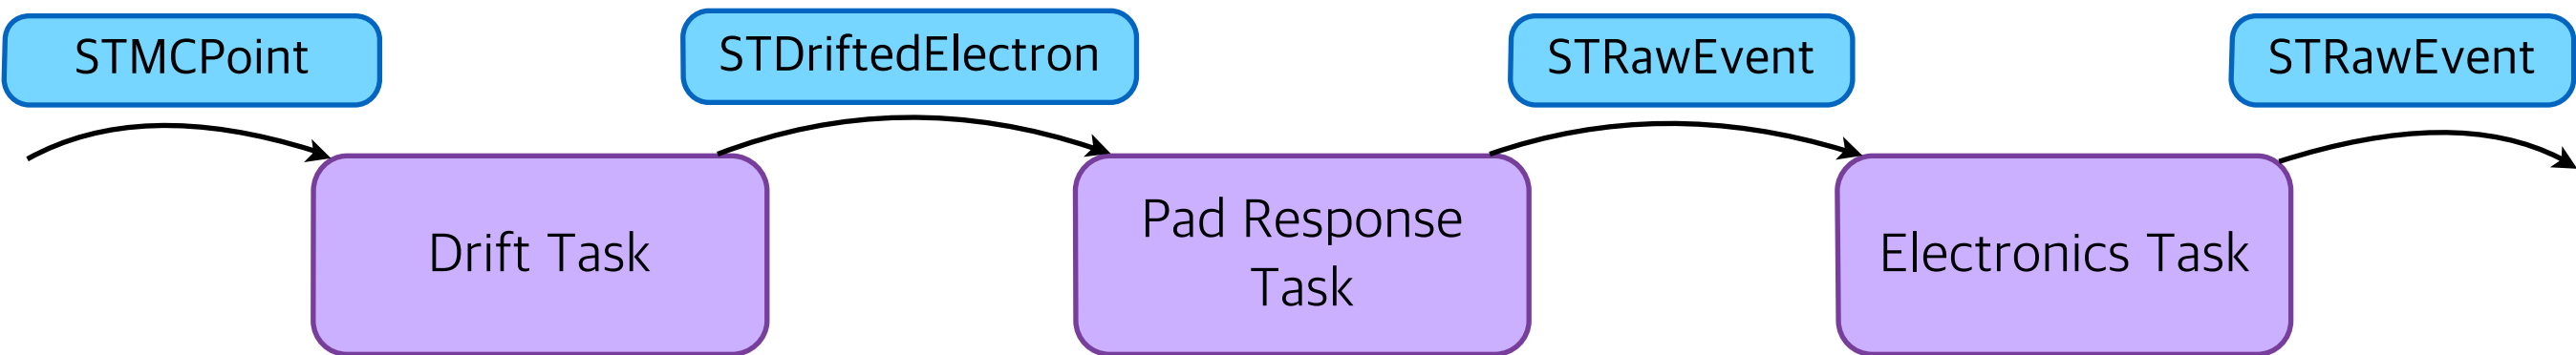 STMCPoint
STDriftedElectron
STRawEvent
STRawEvent
Drift Task
Pad Response
Task
Electronics Task